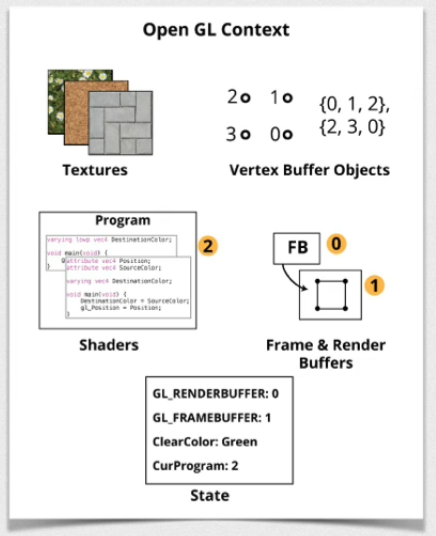 Open GL Context
2 1
3 0
{0, 1, 2},
{2, 3, 0}
Textures
Vertex Buffer Objects
Program
varying lowp vec4 DestinationColor;
void main(void) {
}
attribute vec4 Position;
attribute vec4 SourceColor;
varying vec4 DestinationColor;
void main(void) {
DestinationColor = SourceColor;
gl_Position = Position;
}
2
Shaders
FB
0
1
Frame & Render
Buffers
GL_RENDERBUFFER: 0
GL_FRAMEBUFFER: 1
ClearColor: Green
CurProgram: 2
State